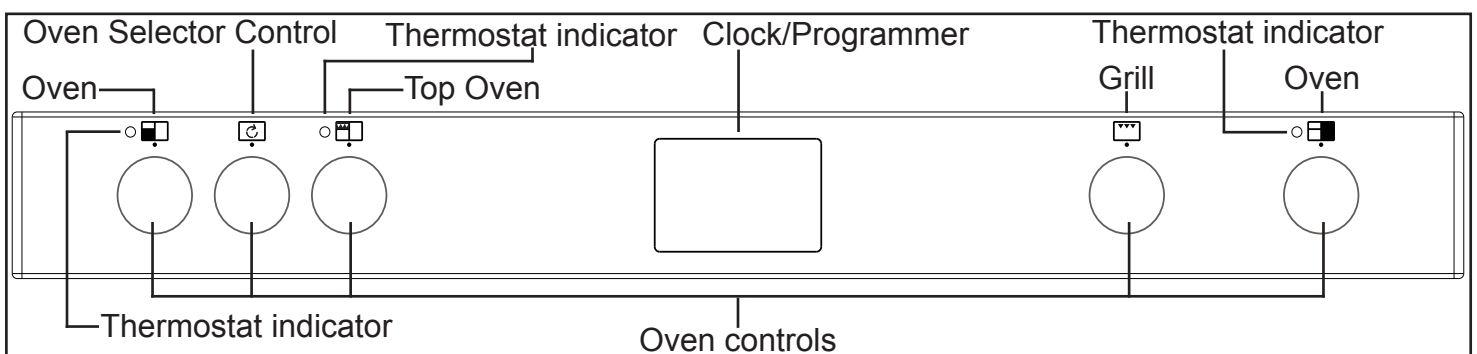 Oven Selector Control
Thermostat indicator
Clock/Programmer
Thermostat indicator
Oven
Top Oven
Grill
Oven
Thermostat indicator
Oven controls